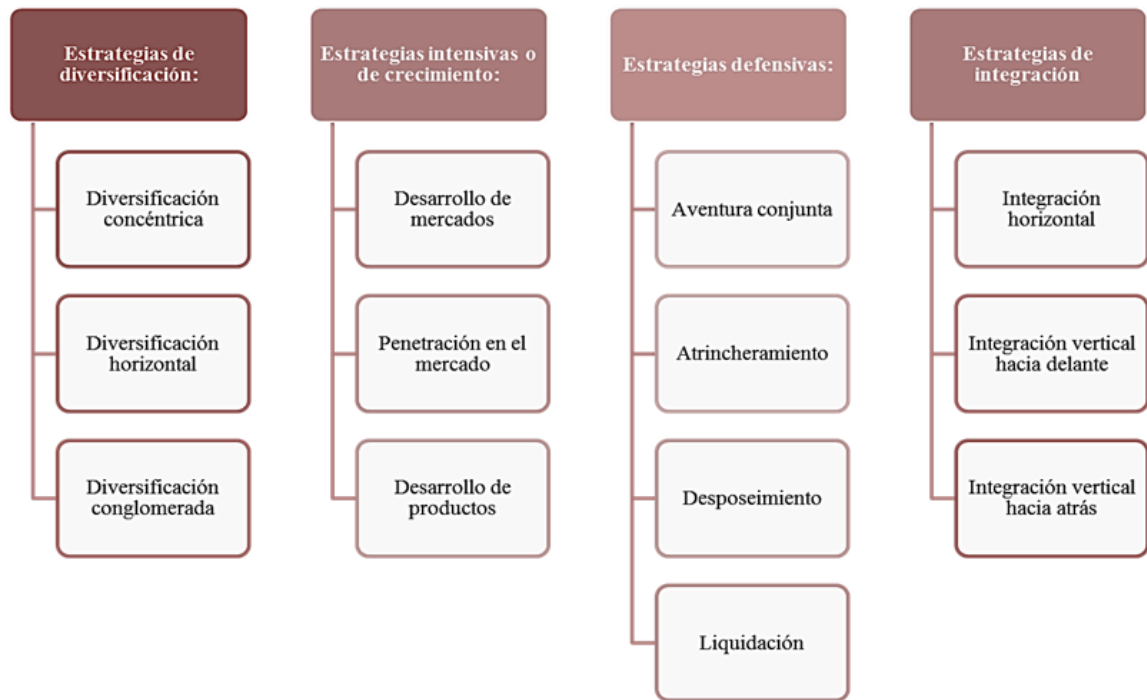 Estrategias de
diversificación:
Diversificación
concéntrica
Diversificación
horizontal
Diversificación
conglomerada
Estrategias intensivas o
de crecimiento:
Desarrollo de
mercados
Penetración en el
mercado
Desarrollo de
productos
Estrategias defensivas:
Aventura conjunta
Atrincheramiento
Desposeimiento
Liquidación
Estrategias de
integración
Integración
horizontal
Integración vertical
hacia delante
Integración vertical
hacia atrás